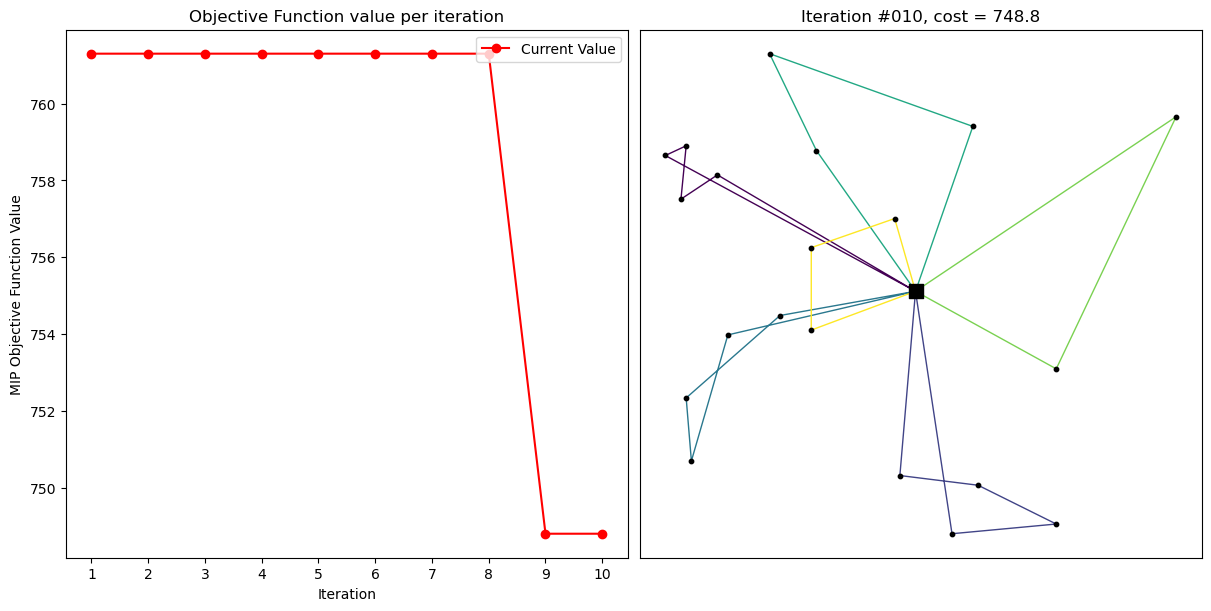 Objective Function value per iteration
Current Value
MIP Objective Function Value
760
758
756
754
752
750
1 2 3 4 5 6 7 8 9 10
Iteration
Iteration #010, cost = 748.8